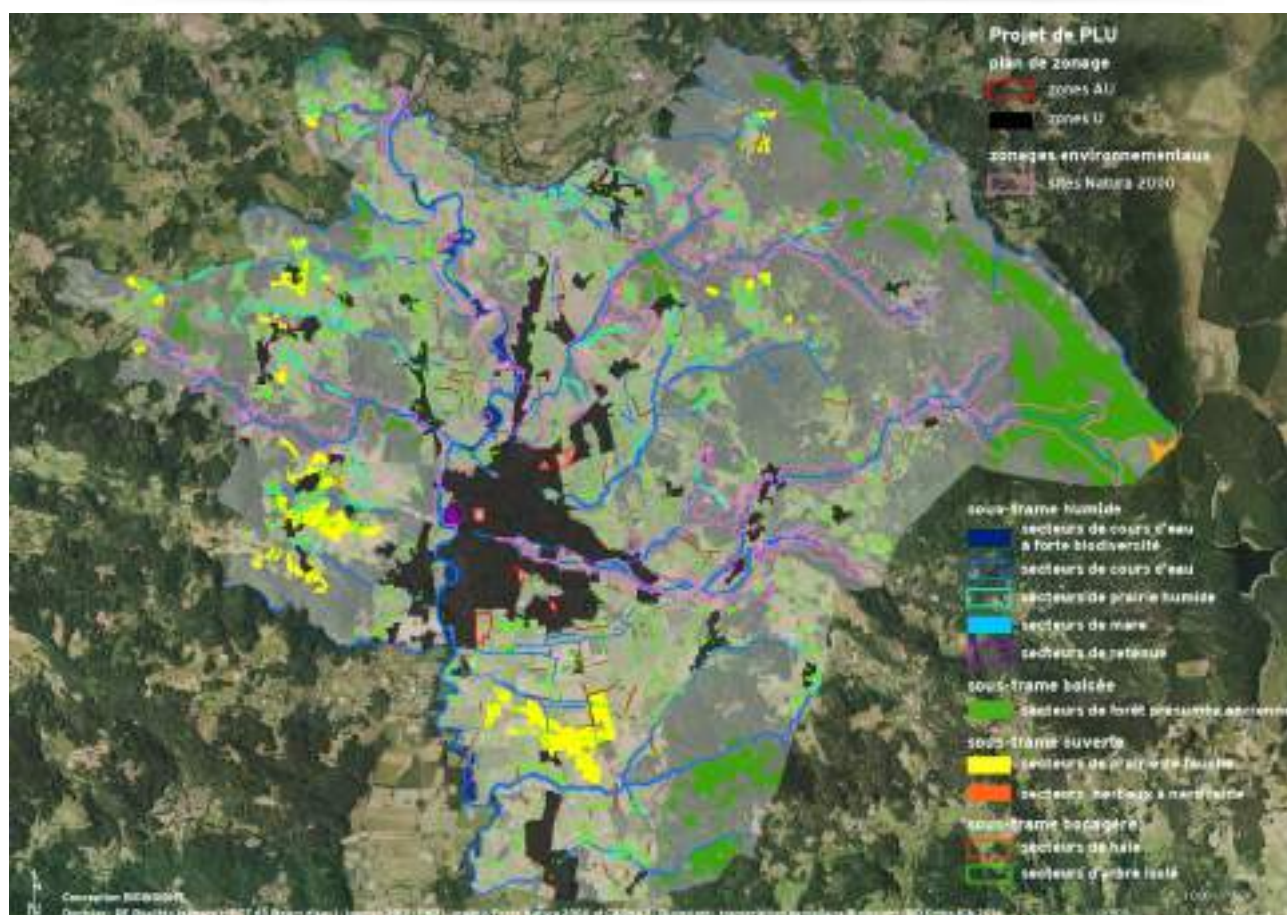 Projet de PLU
plan de zonage
zones AU
zones U
zonages environnementaux
sites Natura 2000
sous-trame humide
secteurs de cours d'eau
à forte biodiversité
secteurs de cours d'eau
secteurs de prairie humide
secteurs de mare
secteurs de retenue
sous-trame boisée
secteurs de forêt présumée ancienne
sous-trame ouverte
secteurs de prairie de fauche
secteurs herbeux à nard raide
sous-trame bocagère
secteurs de haie
secteurs d'arbre isolé
Conception